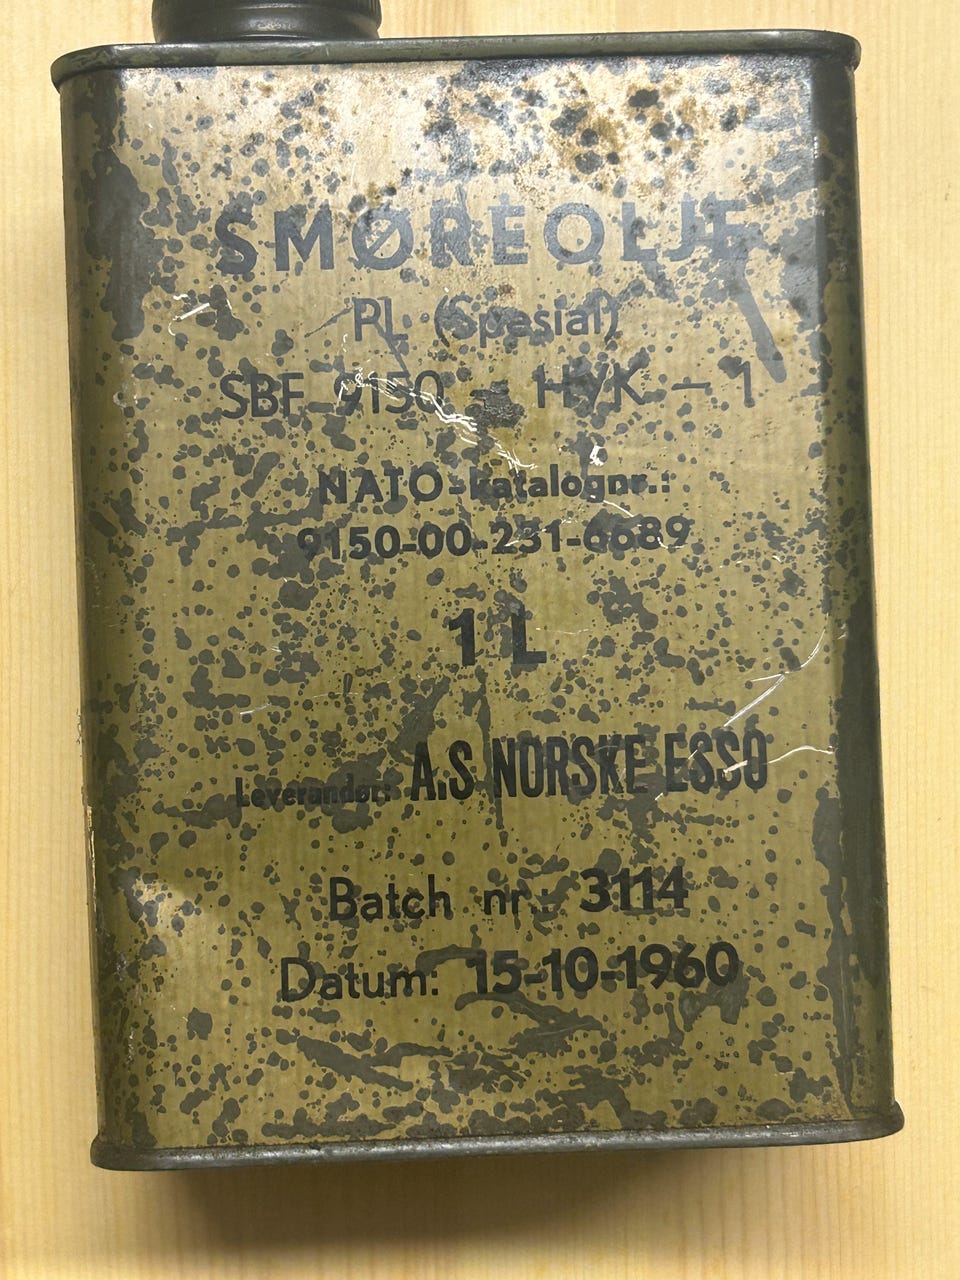 SMØREOLJE
PL (Spesial)
SBF 9150 - HYK - 1
NATO-katalognr.:
9150-00-231-6689
1 L
Leverandør: A.S NORSKE ESSO
Batch nr.: 3114
Datum: 15-10-1960